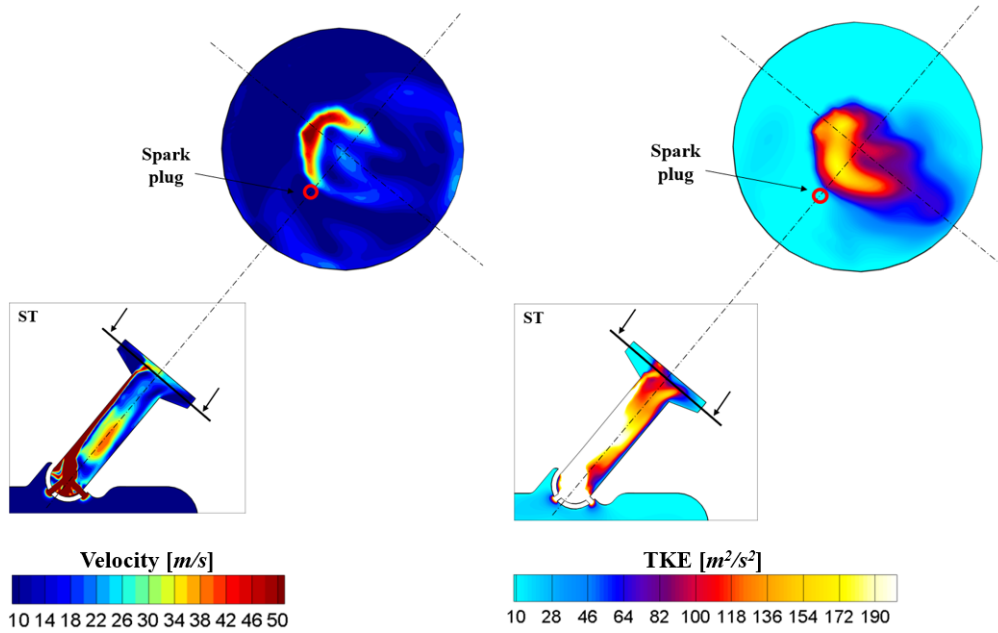 Spark
plug
Spark
plug
ST
ST
Velocity [m/s]
10 14 18 22 26 30 34 38 42 46 50
TKE [m²/s²]
10 28 46 64 82 100 118 136 154 172 190